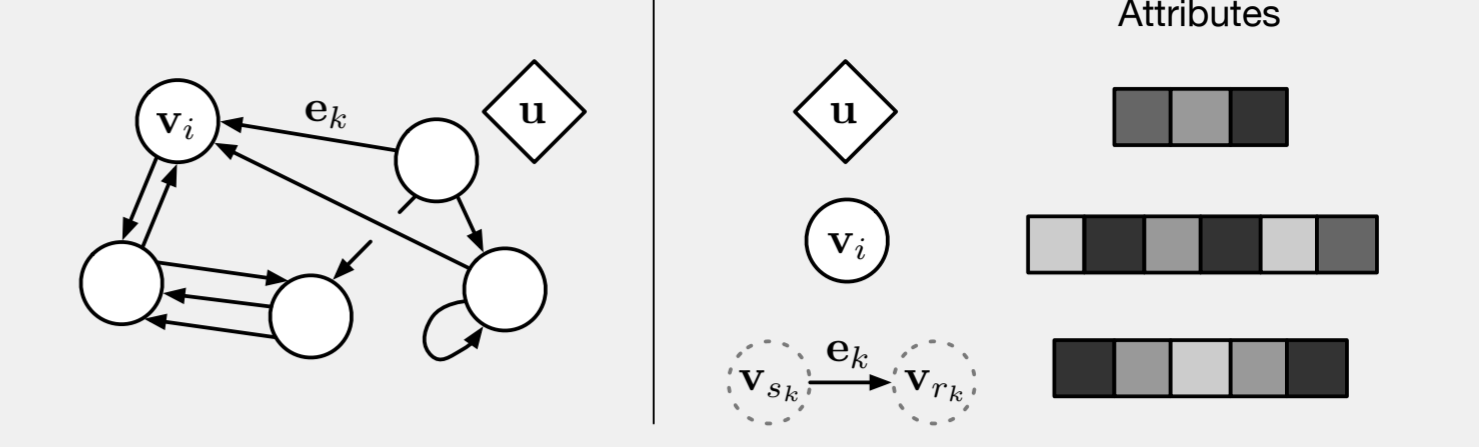 Attributes
v_i
e_k
u
u
v_i
e_k
v_{s_k}
v_{r_k}